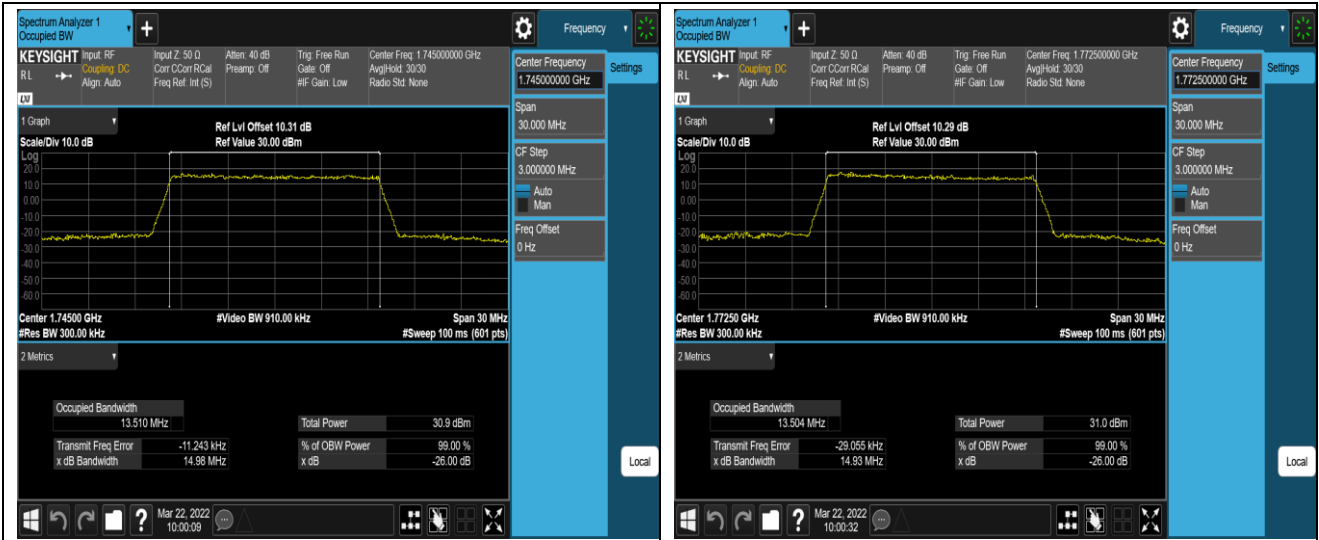 Spectrum Analyzer 1
Occupied BW
+
Frequency
KEYSIGHT
RL
LXI
Input: RF
Coupling: DC
Align: Auto
Input Z: 50 Ω
Corr CCorr RCal
Freq Ref: Int (S)
Atten: 40 dB
Preamp: Off
Trig: Free Run
Gate: Off
#IF Gain: Low
Center Freq: 1.745000000 GHz
Avg|Hold: 30/30
Radio Std: None
Center Frequency
1.745000000 GHz
Settings
Span
30.000 MHz
CF Step
3.000000 MHz
Auto
Man
Freq Offset
0 Hz
Local
1 Graph
Scale/Div 10.0 dB
Ref Lvl Offset 10.31 dB
Ref Value 30.00 dBm
Log
20.0
10.0
0.00
-10.0
-20.0
-30.0
-40.0
-50.0
-60.0
Center 1.74500 GHz
#Video BW 910.00 kHz
Span 30 MHz
#Res BW 300.00 kHz
#Sweep 100 ms (601 pts)
2 Metrics
Occupied Bandwidth
13.510 MHz
Total Power 30.9 dBm
Transmit Freq Error -11.243 kHz
% of OBW Power 99.00 %
x dB Bandwidth 14.98 MHz
x dB -26.00 dB
?
Mar 22, 2022
10:00:09
Spectrum Analyzer 1
Occupied BW
+
Frequency
KEYSIGHT
RL
LXI
Input: RF
Coupling: DC
Align: Auto
Input Z: 50 Ω
Corr CCorr RCal
Freq Ref: Int (S)
Atten: 40 dB
Preamp: Off
Trig: Free Run
Gate: Off
#IF Gain: Low
Center Freq: 1.772500000 GHz
Avg|Hold: 30/30
Radio Std: None
Center Frequency
1.772500000 GHz
Settings
Span
30.000 MHz
CF Step
3.000000 MHz
Auto
Man
Freq Offset
0 Hz
Local
1 Graph
Scale/Div 10.0 dB
Ref Lvl Offset 10.29 dB
Ref Value 30.00 dBm
Log
20.0
10.0
0.00
-10.0
-20.0
-30.0
-40.0
-50.0
-60.0
Center 1.77250 GHz
#Video BW 910.00 kHz
Span 30 MHz
#Res BW 300.00 kHz
#Sweep 100 ms (601 pts)
2 Metrics
Occupied Bandwidth
13.504 MHz
Total Power 31.0 dBm
Transmit Freq Error -29.055 kHz
% of OBW Power 99.00 %
x dB Bandwidth 14.93 MHz
x dB -26.00 dB
?
Mar 22, 2022
10:00:32